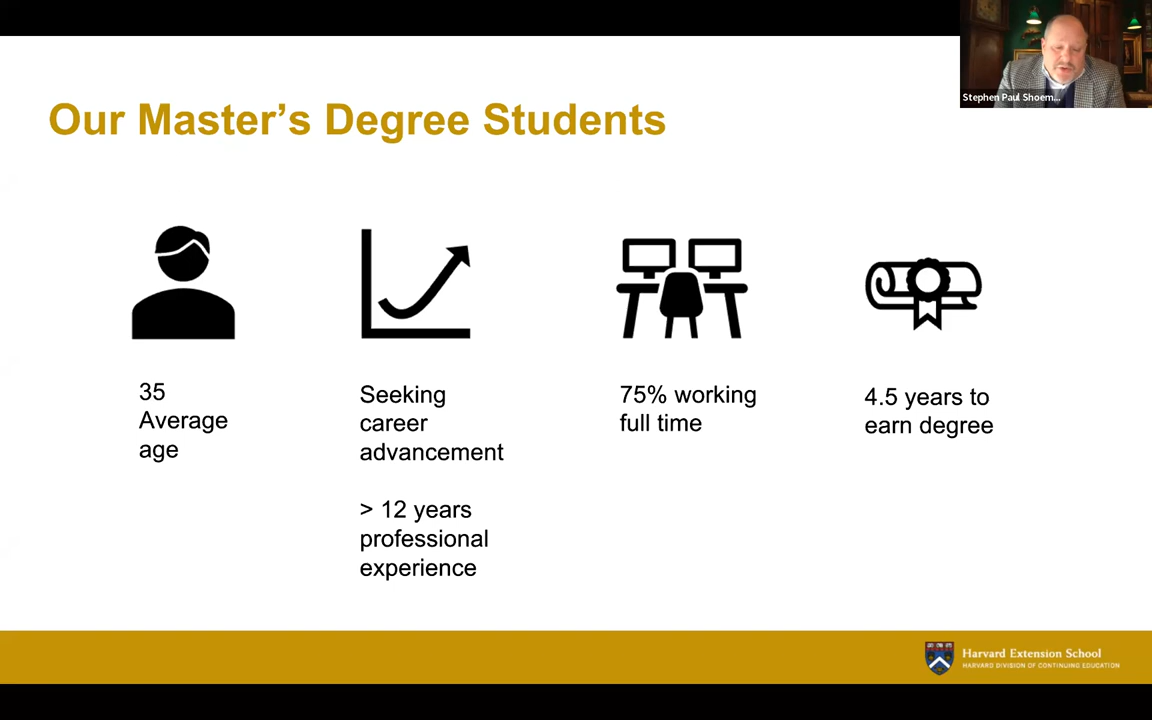 Stephen Paul Shoem...
Our Master’s Degree Students
35
Average
age
Seeking
career
advancement
> 12 years
professional
experience
75% working
full time
4.5 years to
earn degree
Harvard Extension School
HARVARD DIVISION OF CONTINUING EDUCATION